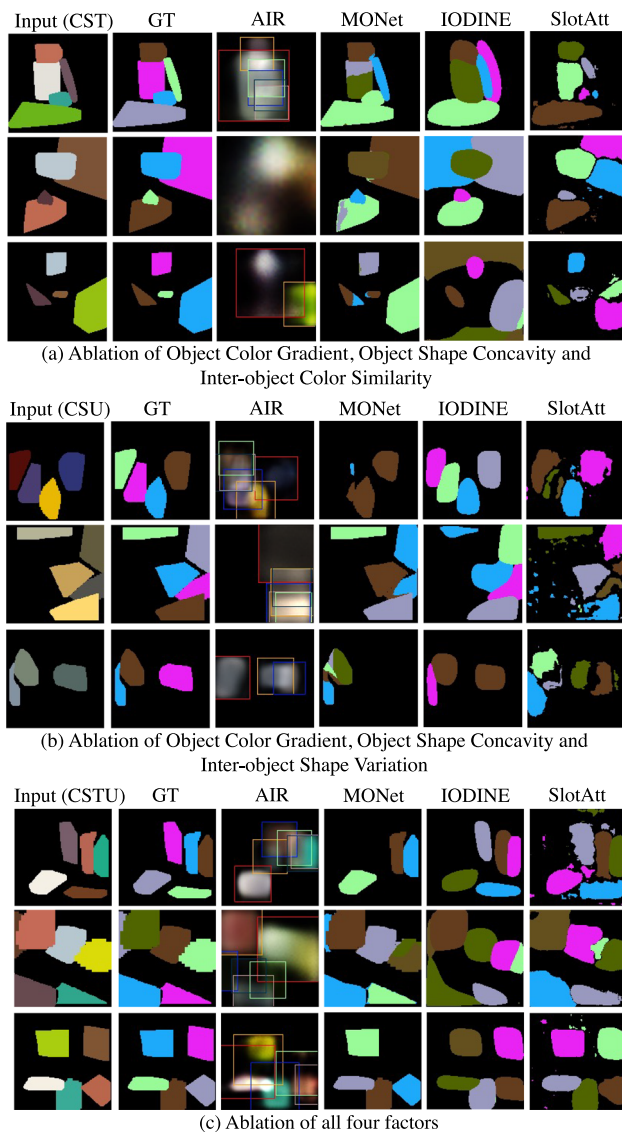 Input (CST) GT AIR MONet IODINE SlotAtt
(a) Ablation of Object Color Gradient, Object Shape Concavity and
Inter-object Color Similarity
Input (CSU) GT AIR MONet IODINE SlotAtt
(b) Ablation of Object Color Gradient, Object Shape Concavity and
Inter-object Shape Variation
Input (CSTU) GT AIR MONet IODINE SlotAtt
(c) Ablation of all four factors